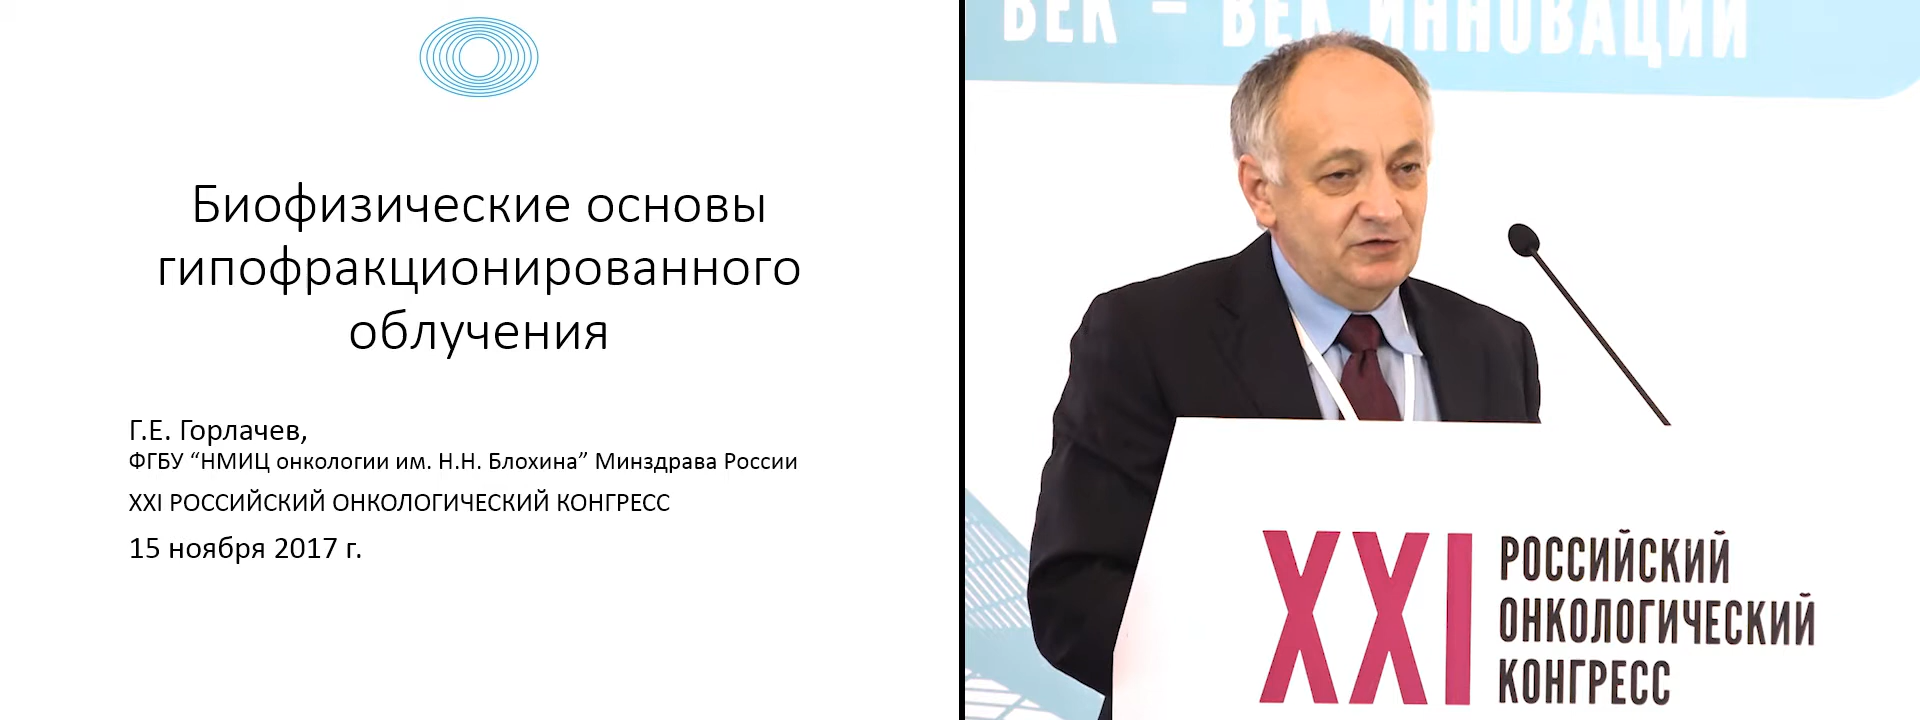 Биофизические основы
гипофракционированного
облучения
Г.Е. Горлачев,
ФГБУ “НМИЦ онкологии им. Н.Н. Блохина” Минздрава России
XXI РОССИЙСКИЙ ОНКОЛОГИЧЕСКИЙ КОНГРЕСС
15 ноября 2017 г.
ВЕК – ВЕК ИННОВАЦИЙ
XXI РОССИЙСКИЙ
ОНКОЛОГИЧЕСКИЙ
КОНГРЕСС